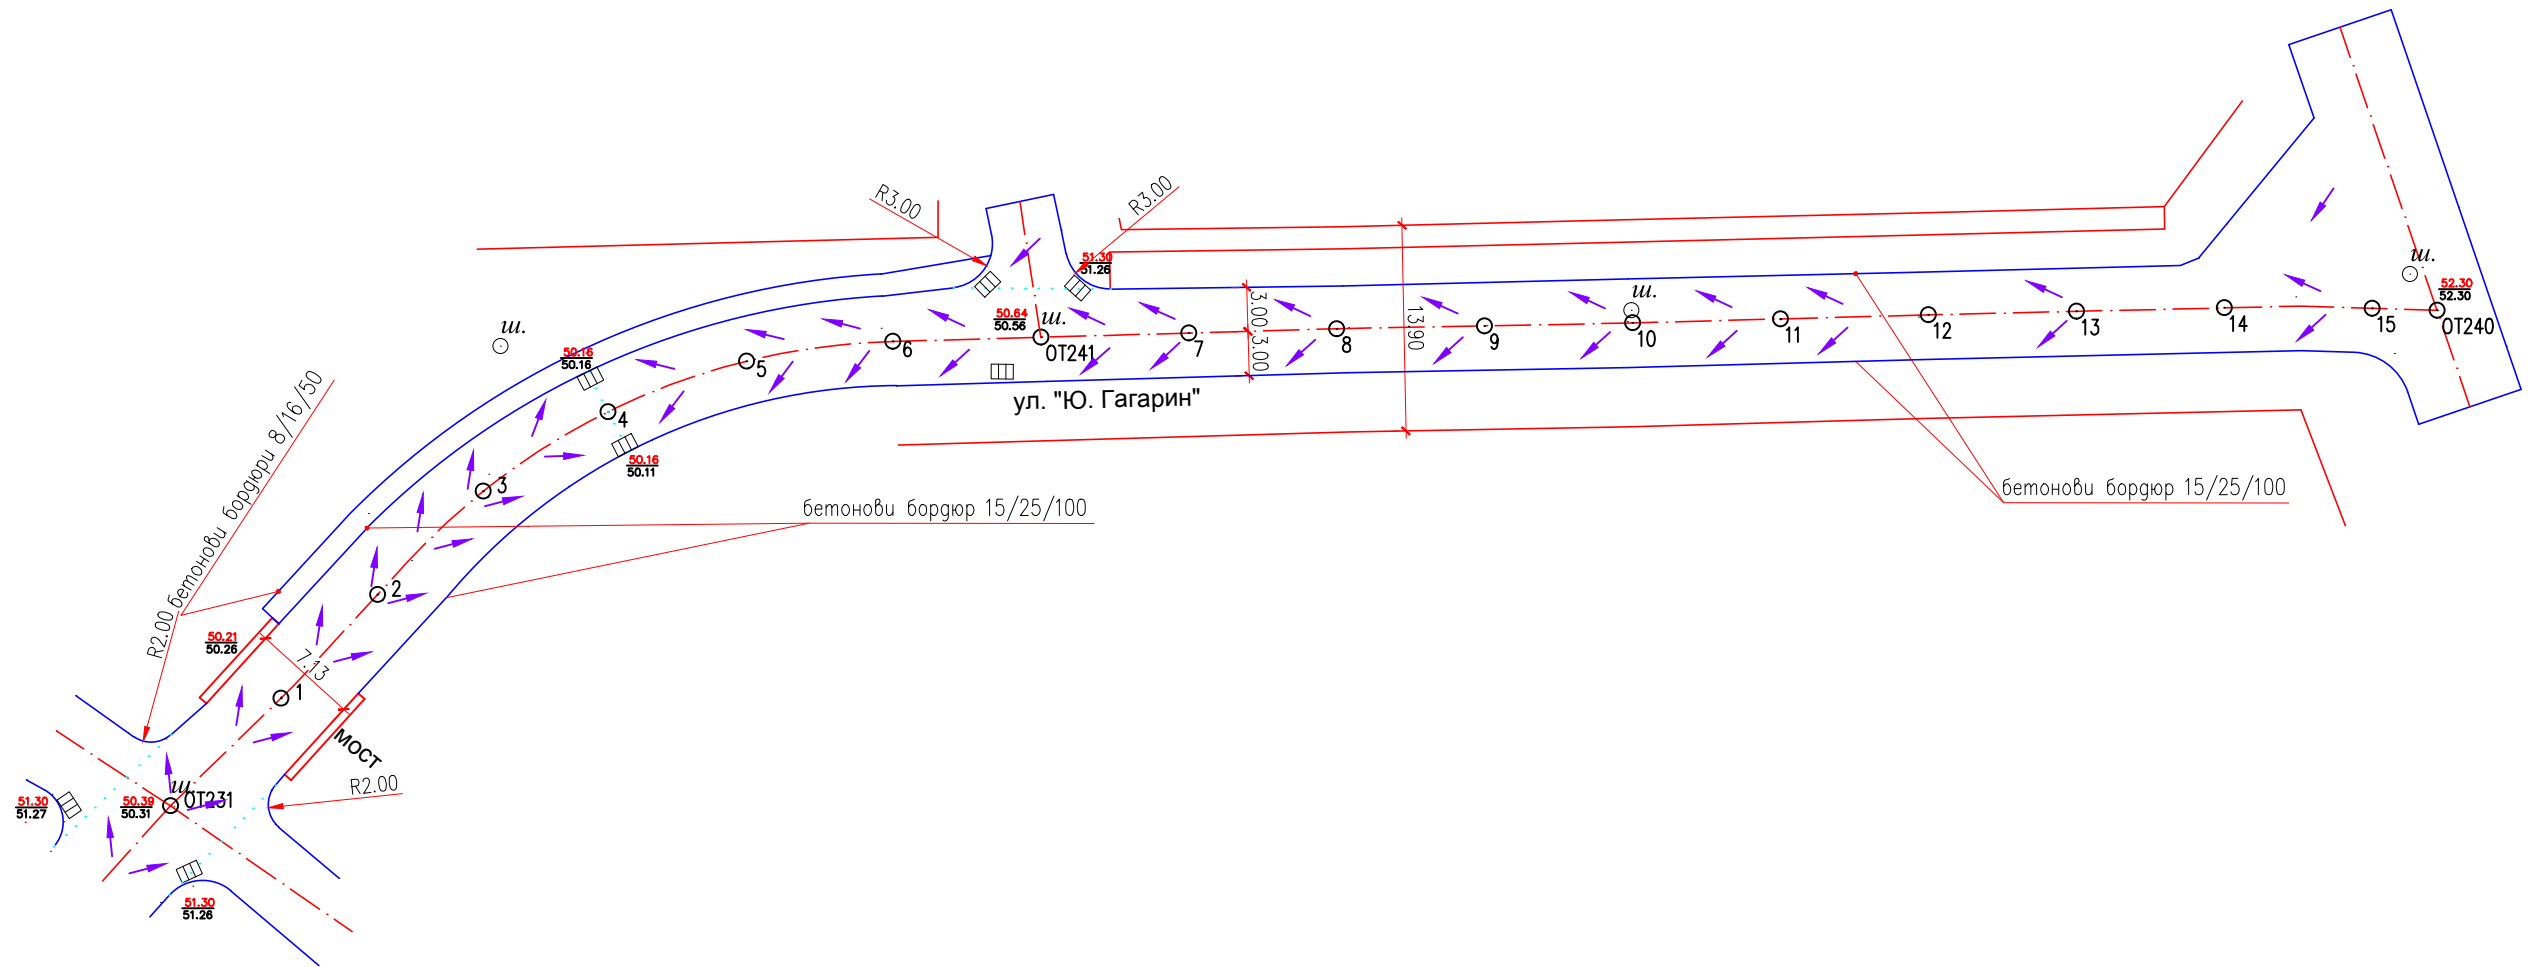 R3.00
R3.00
51.30
51.26
ш.
52.30
52.30
ОТ240
ш.
3.00
3.00
13.90
50.64
50.56
ш.
ОТ241
ш.
50.16
50.16
1
2
3
4
5
6
7
8
9
10
11
12
13
14
15
ул. "Ю. Гагарин"
50.16
50.11
бетонови бордюр 15/25/100
бетонови бордюр 15/25/100
R2.00 бетонови бордюри 8/16/50
50.21
50.26
7.13
мост
R2.00
ш.
ОТ231
50.39
50.31
51.30
51.27
51.30
51.26